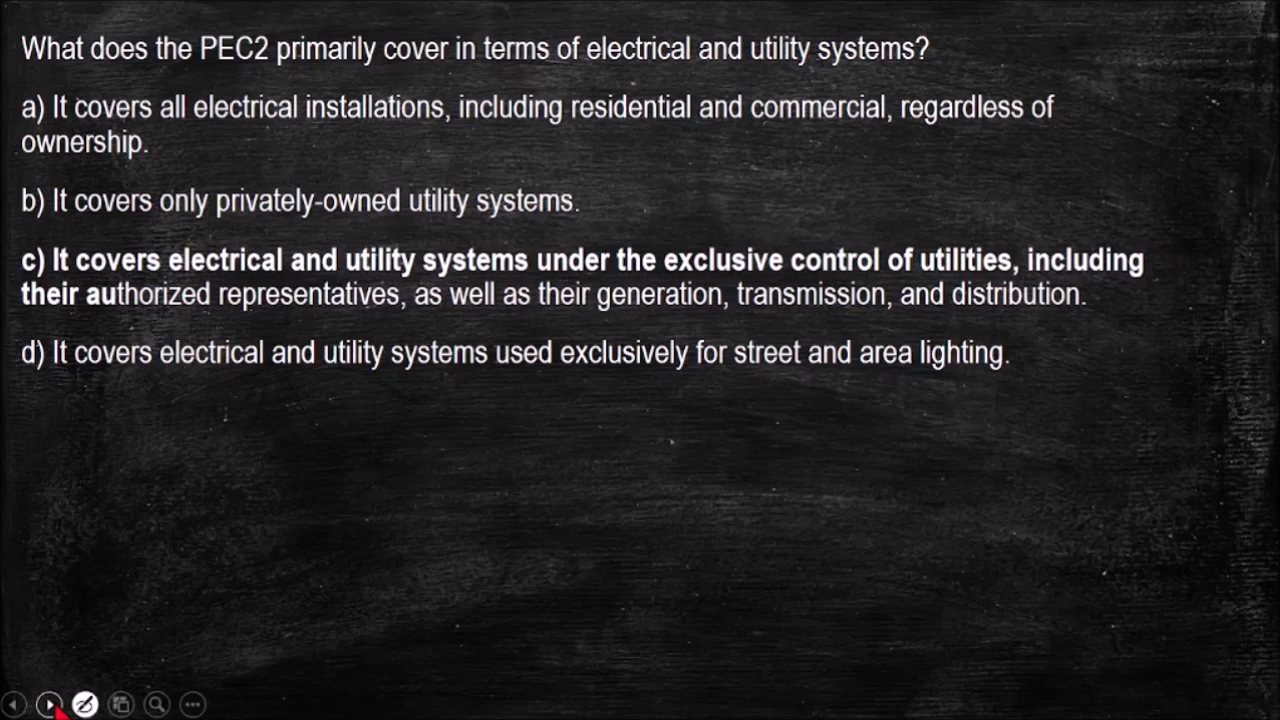 What does the PEC2 primarily cover in terms of electrical and utility systems?
a) It covers all electrical installations, including residential and commercial, regardless of
ownership.
b) It covers only privately-owned utility systems.
c) It covers electrical and utility systems under the exclusive control of utilities, including
their authorized representatives, as well as their generation, transmission, and distribution.
d) It covers electrical and utility systems used exclusively for street and area lighting.